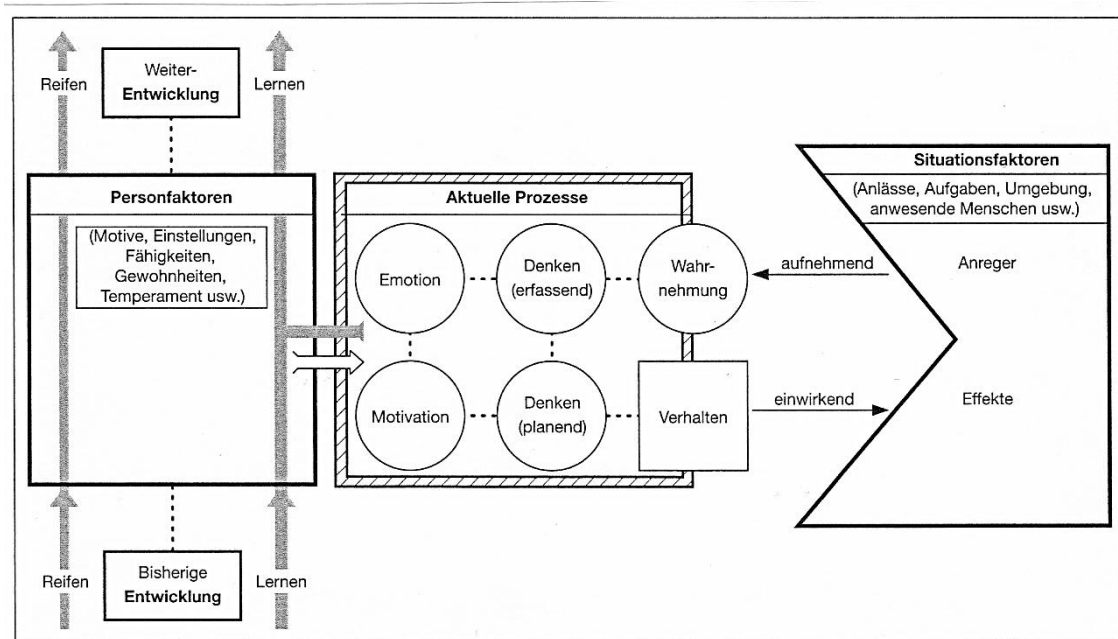 Weiter-
Entwicklung
Reifen
Lernen
Personfaktoren
(Motive, Einstellungen,
Fähigkeiten,
Gewohnheiten,
Temperament usw.)
Aktuelle Prozesse
Emotion
Denken
(erfassend)
Wahr-
nehmung
Motivation
Denken
(planend)
Verhalten
aufnehmend
einwirkend
Situationsfaktoren
(Anlässe, Aufgaben, Umgebung,
anwesende Menschen usw.)
Anreger
Effekte
Reifen
Bisherige
Entwicklung
Lernen